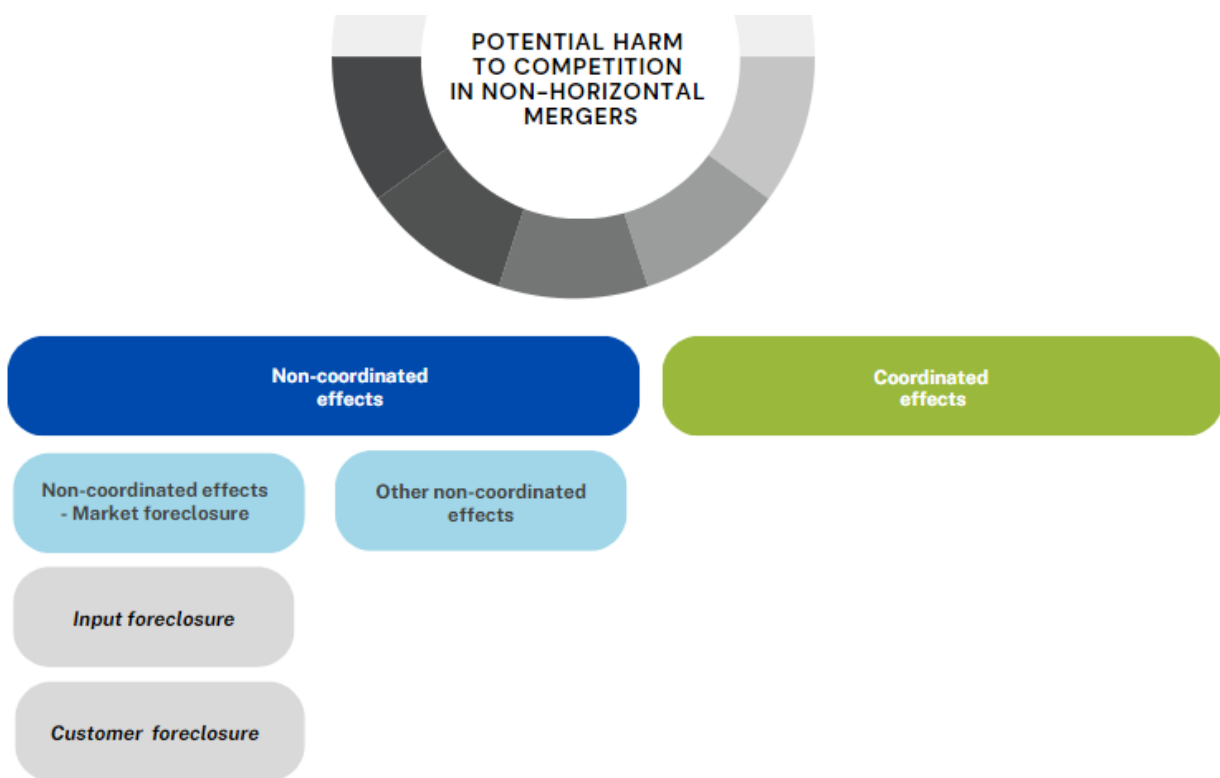 POTENTIAL HARM
TO COMPETITION
IN NON-HORIZONTAL
MERGERS
Non-coordinated
effects
Coordinated
effects
Non-coordinated effects
- Market foreclosure
Other non-coordinated
effects
Input foreclosure
Customer foreclosure